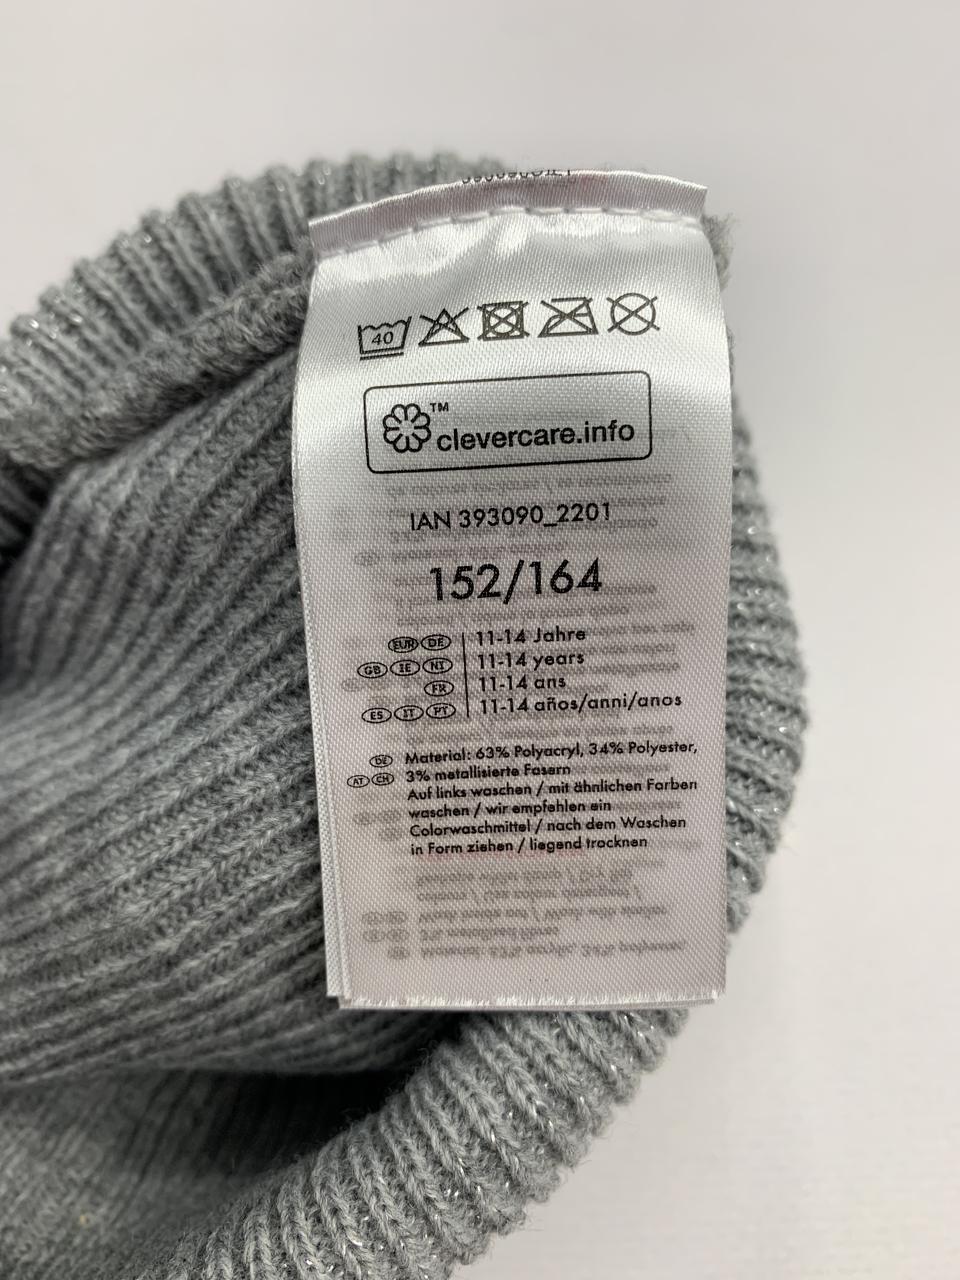 40
™
clevercare.info
IAN 393090_2201
152/164
EUR DE 11-14 Jahre
GB IE NI 11-14 years
FR 11-14 ans
ES IT PT 11-14 años/anni/anos
DE Material: 63% Polyacryl, 34% Polyester,
AT CH 3% metallisierte Fasern
Auf links waschen / mit ähnlichen Farben
waschen / wir empfehlen ein
Colorwaschmittel / nach dem Waschen
in Form ziehen / liegend trocknen